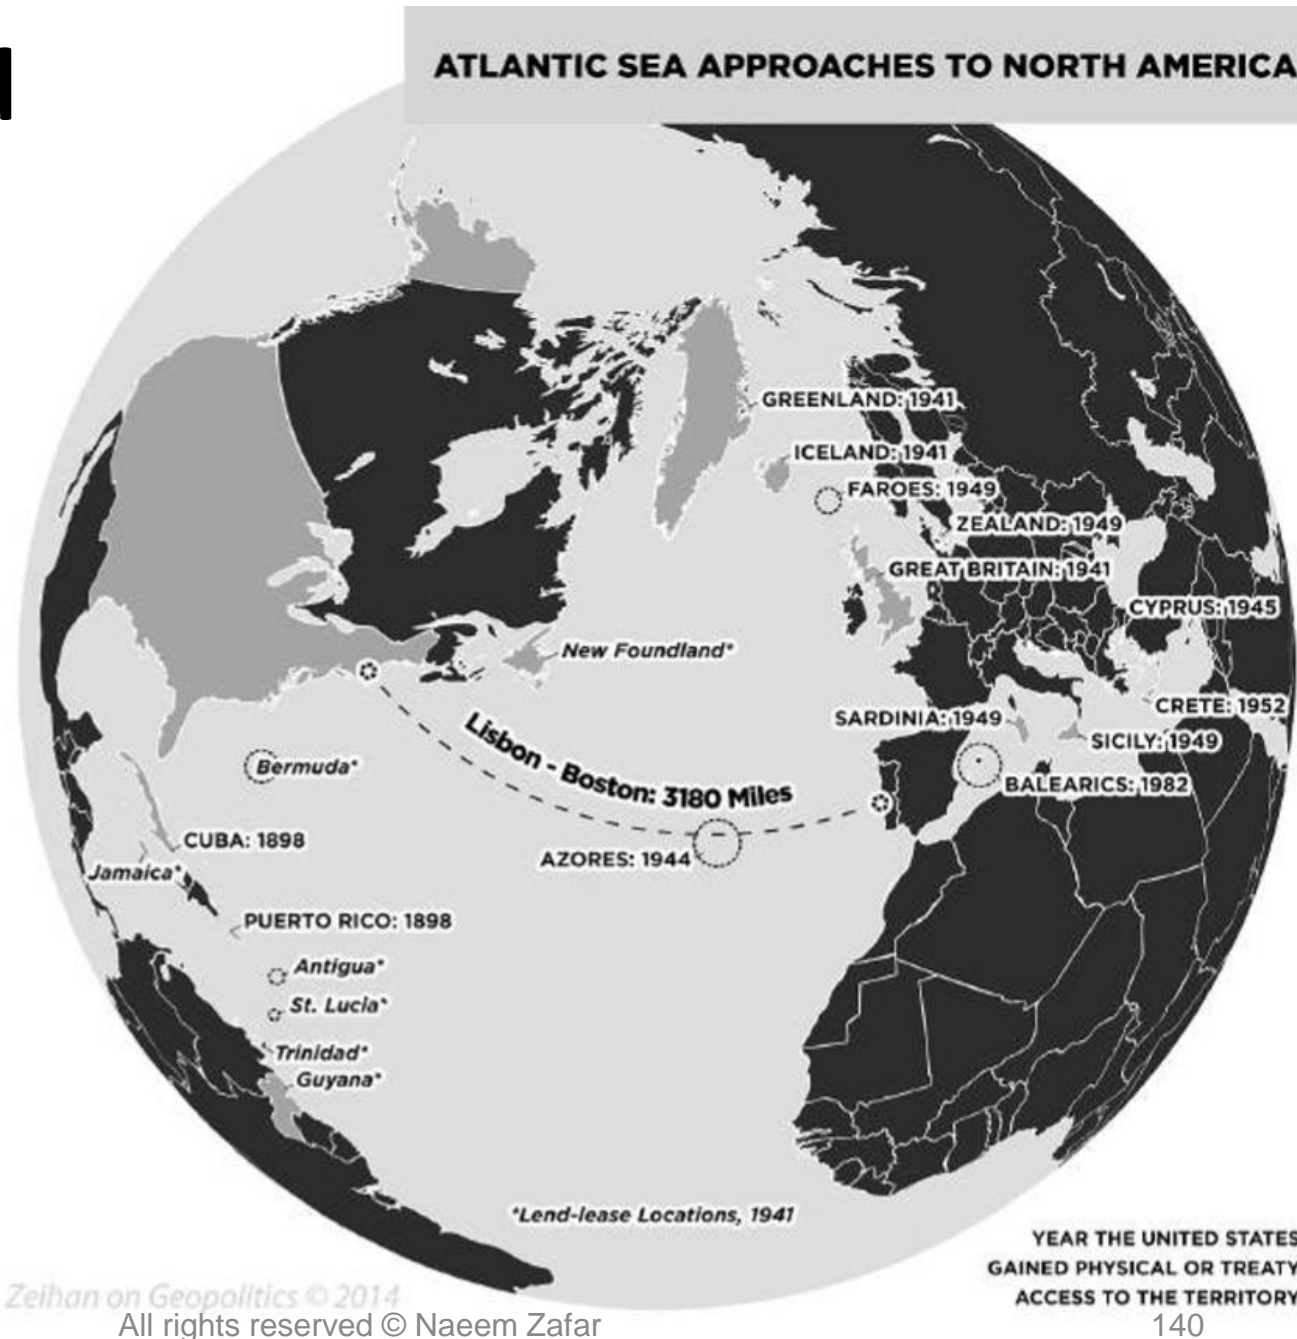 ATLANTIC SEA APPROACHES TO NORTH AMERICA
GREENLAND: 1941
ICELAND: 1941
FAROES: 1949
ZEALAND: 1949
GREAT BRITAIN: 1941
CYPRUS: 1945
New Foundland*
CRETE: 1952
SARDINIA: 1949
SICILY: 1949
Lisbon - Boston: 3180 Miles
Bermuda*
BALEARICS: 1982
CUBA: 1898
AZORES: 1944
Jamaica*
PUERTO RICO: 1898
Antigua*
St. Lucia*
Trinidad*
Guyana*
*Lend-lease Locations, 1941
YEAR THE UNITED STATES
GAINED PHYSICAL OR TREATY
ACCESS TO THE TERRITORY
Zeihan on Geopolitics © 2014
All rights reserved © Naeem Zafar
140